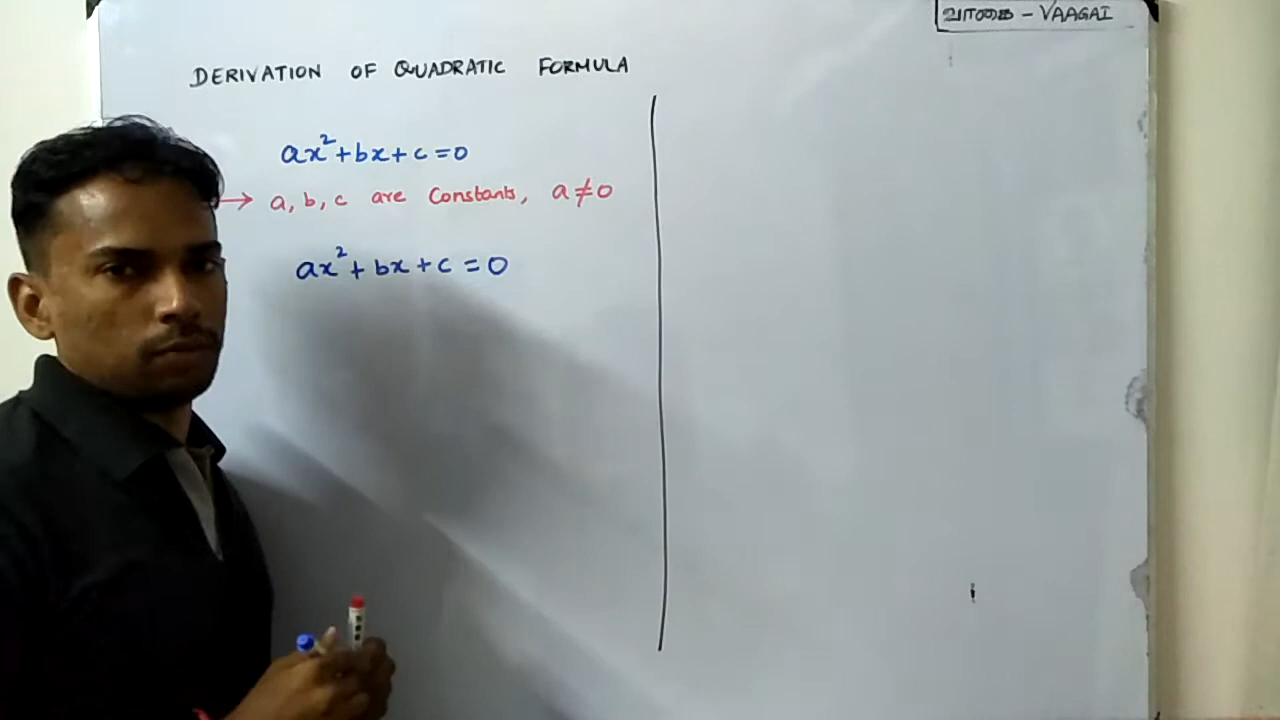 வாகை - VAAGAI
DERIVATION OF QUADRATIC FORMULA
ax²+bx+c=0
→ a, b, c are Constants, a≠0
ax²+bx+c=0